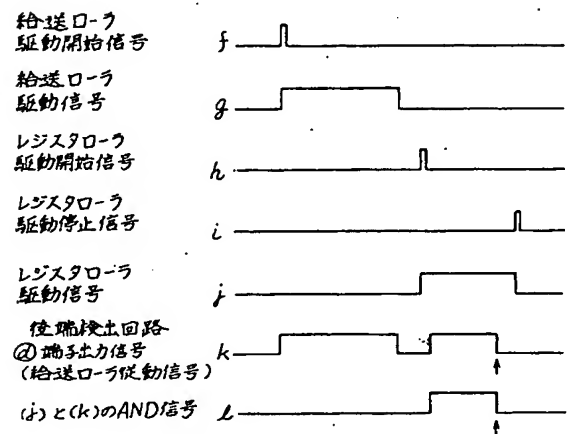 給送ローラ
駆動開始信号 f
給送ローラ
駆動信号 g
レジスタローラ
駆動開始信号 h
レジスタローラ
駆動停止信号 i
レジスタローラ
駆動信号 j
後端検出回路
ⓓ端子出力信号 k
(給送ローラ従動信号)
(j)と(k)のAND信号 l